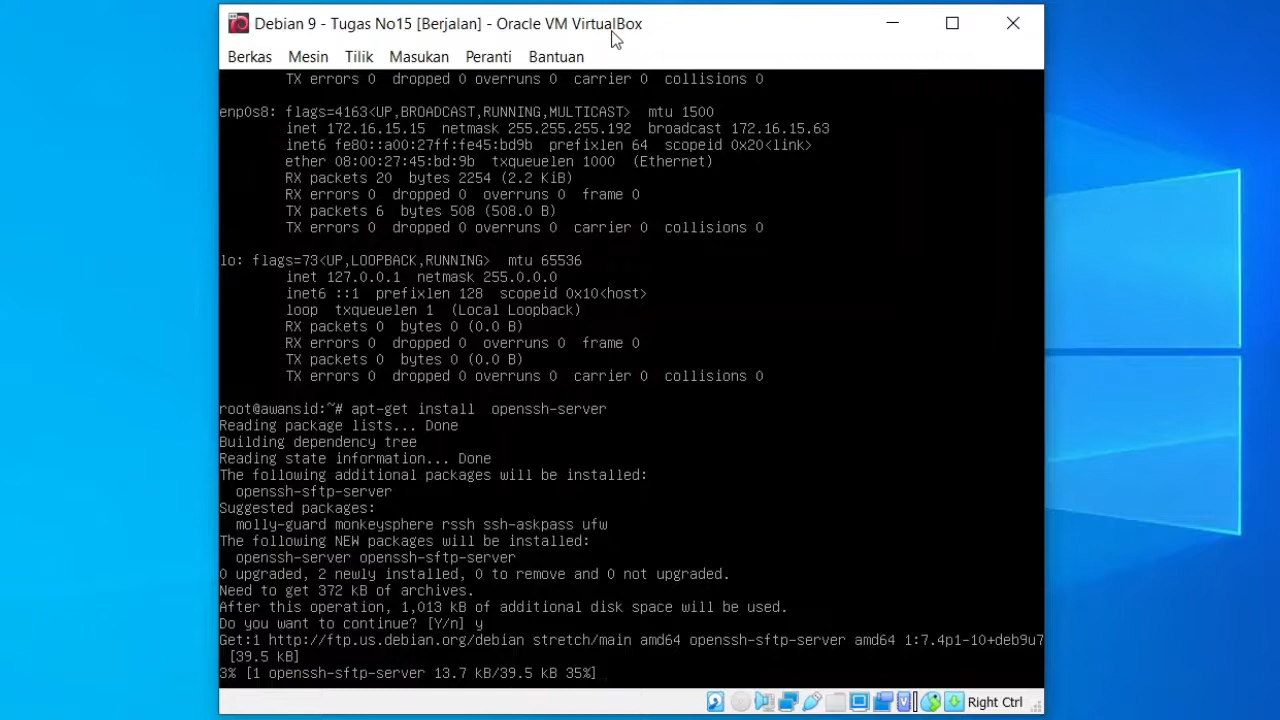 Debian 9 - Tugas No15 [Berjalan] - Oracle VM VirtualBox
Berkas Mesin Tilik Masukan Peranti Bantuan
TX errors 0  dropped 0 overruns 0  carrier 0  collisions 0
enp0s8: flags=4163<UP,BROADCAST,RUNNING,MULTICAST>  mtu 1500
inet 172.16.15.15  netmask 255.255.255.192  broadcast 172.16.15.63
inet6 fe80::a00:27ff:fe45:bd9b  prefixlen 64  scopeid 0x20<link>
ether 08:00:27:45:bd:9b  txqueuelen 1000  (Ethernet)
RX packets 20  bytes 2254 (2.2 KiB)
RX errors 0  dropped 0  overruns 0  frame 0
TX packets 6  bytes 508 (508.0 B)
TX errors 0  dropped 0 overruns 0  carrier 0  collisions 0
lo: flags=73<UP,LOOPBACK,RUNNING>  mtu 65536
inet 127.0.0.1  netmask 255.0.0.0
inet6 ::1  prefixlen 128  scopeid 0x10<host>
loop  txqueuelen 1  (Local Loopback)
RX packets 0  bytes 0 (0.0 B)
RX errors 0  dropped 0  overruns 0  frame 0
TX packets 0  bytes 0 (0.0 B)
TX errors 0  dropped 0 overruns 0  carrier 0  collisions 0
root@awansid:~# apt-get install  openssh-server
Reading package lists... Done
Building dependency tree
Reading state information... Done
The following additional packages will be installed:
openssh-sftp-server
Suggested packages:
molly-guard monkeysphere rssh ssh-askpass ufw
The following NEW packages will be installed:
openssh-server openssh-sftp-server
0 upgraded, 2 newly installed, 0 to remove and 0 not upgraded.
Need to get 372 kB of archives.
After this operation, 1,013 kB of additional disk space will be used.
Do you want to continue? [Y/n] y
Get:1 http://ftp.us.debian.org/debian stretch/main amd64 openssh-sftp-server amd64 1:7.4p1-10+deb9u7
[39.5 kB]
3% [1 openssh-sftp-server 13.7 kB/39.5 kB 35%]
Right Ctrl